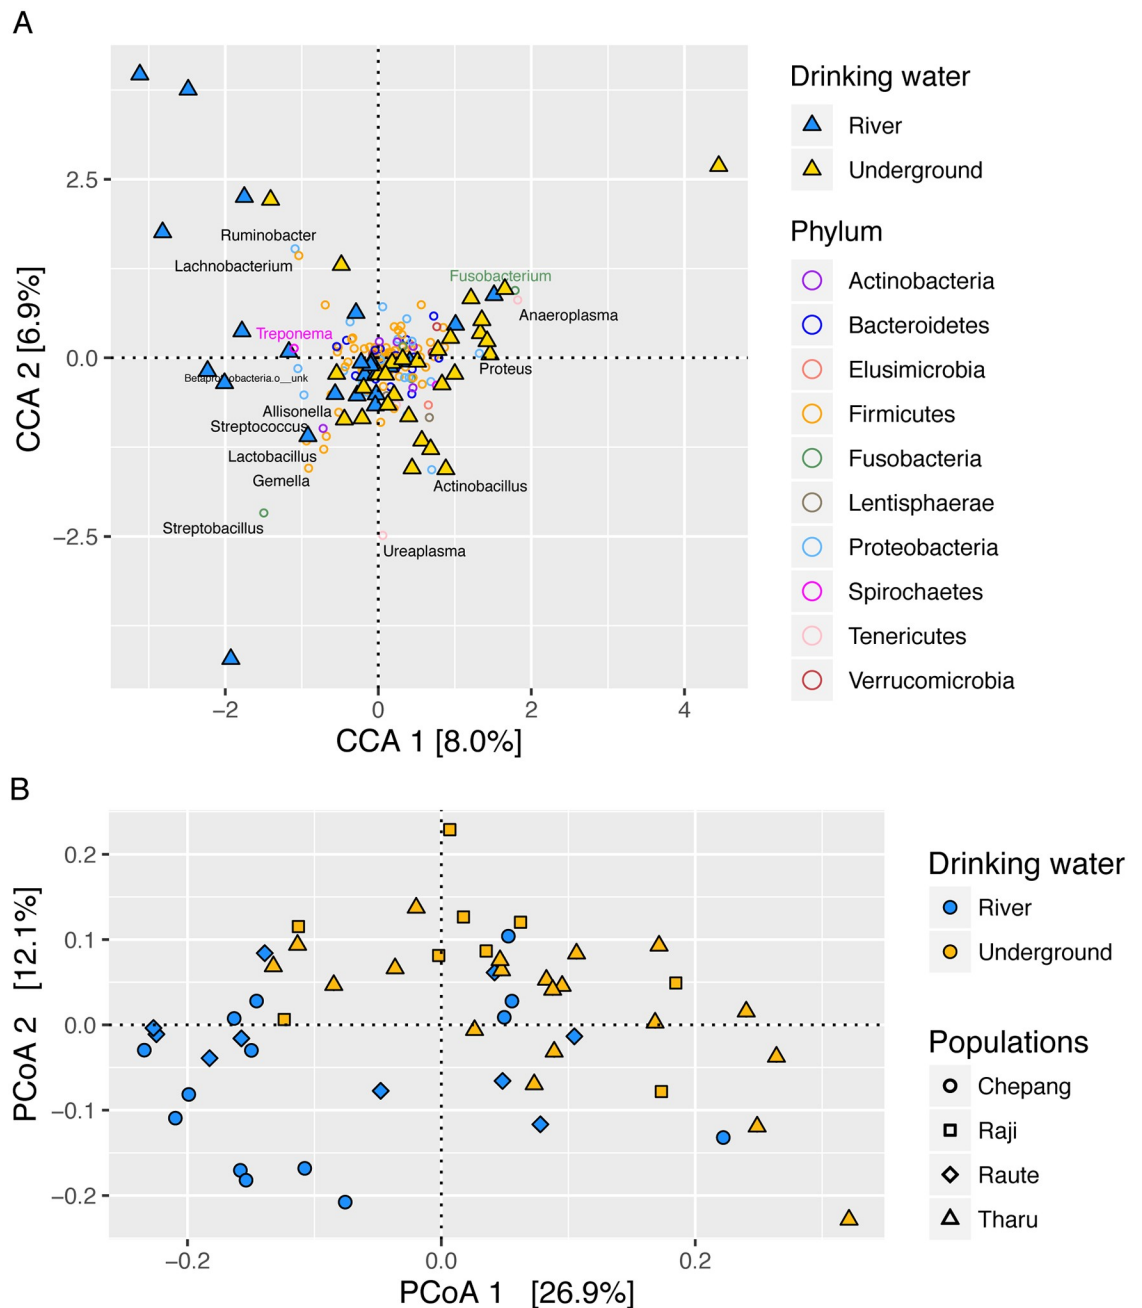 A
Drinking water
River
Underground
Phylum
Actinobacteria
Bacteroidetes
Elusimicrobia
Firmicutes
Fusobacteria
Lentisphaerae
Proteobacteria
Spirochaetes
Tenericutes
Verrucomicrobia
CCA 2 [6.9%]
2.5
0.0
−2.5
Ruminobacter
Lachnobacterium
Fusobacterium
Anaeroplasma
Treponema
Proteus
Betaproteobacteria.o__unk
Allisonella
Streptococcus
Lactobacillus
Gemella
Actinobacillus
Streptobacillus
Ureaplasma
−2
0
2
4
CCA 1 [8.0%]
B
PCoA 2 [12.1%]
0.2
0.1
0.0
−0.1
−0.2
−0.2
0.0
0.2
PCoA 1 [26.9%]
Drinking water
River
Underground
Populations
Chepang
Raji
Raute
Tharu